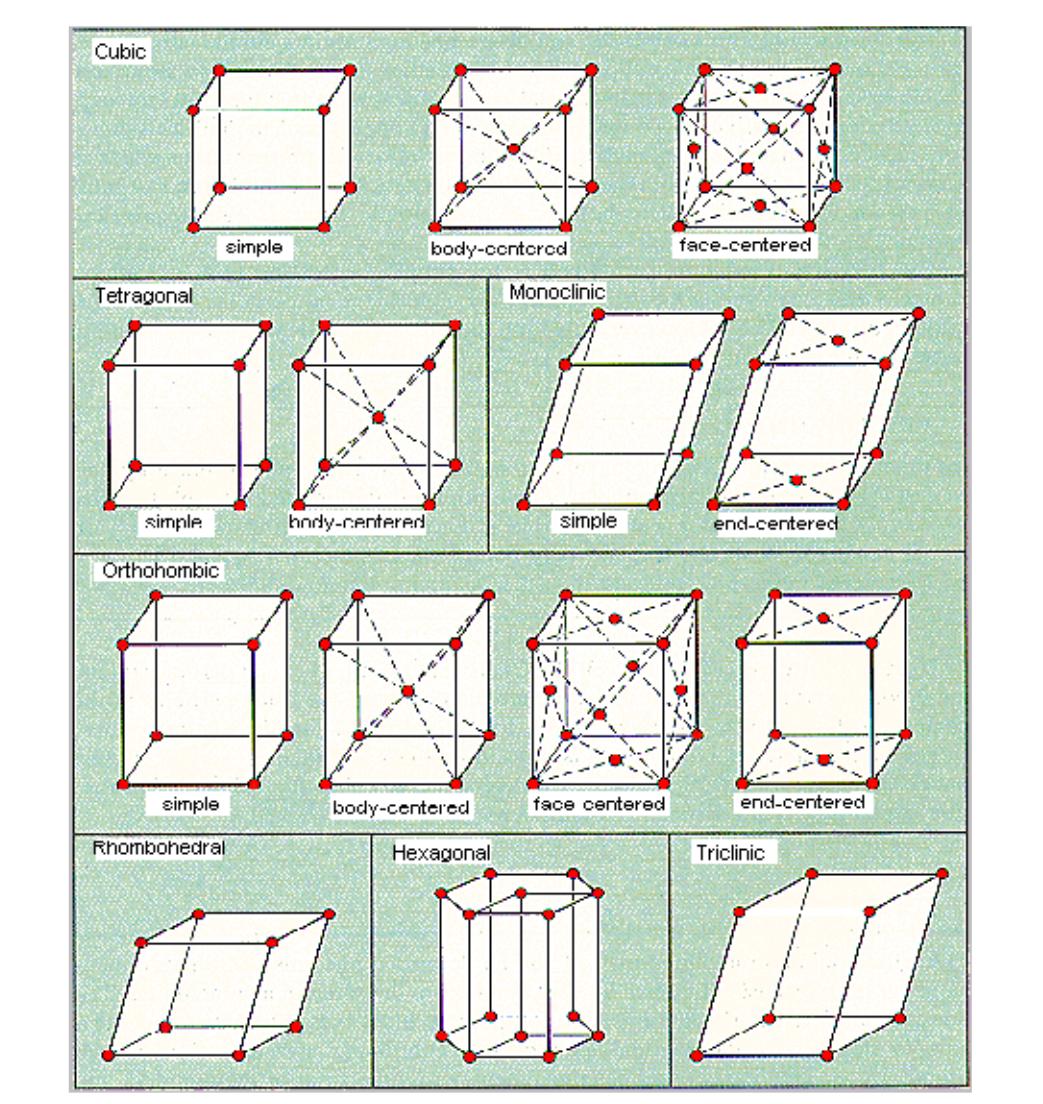 Cubic
simple
body-centered
face-centered
Tetragonal
simple
body-centered
Monoclinic
simple
end-centered
Orthohombic
simple
body-centered
face centered
end-centered
Rhombohedral
Hexagonal
Triclinic